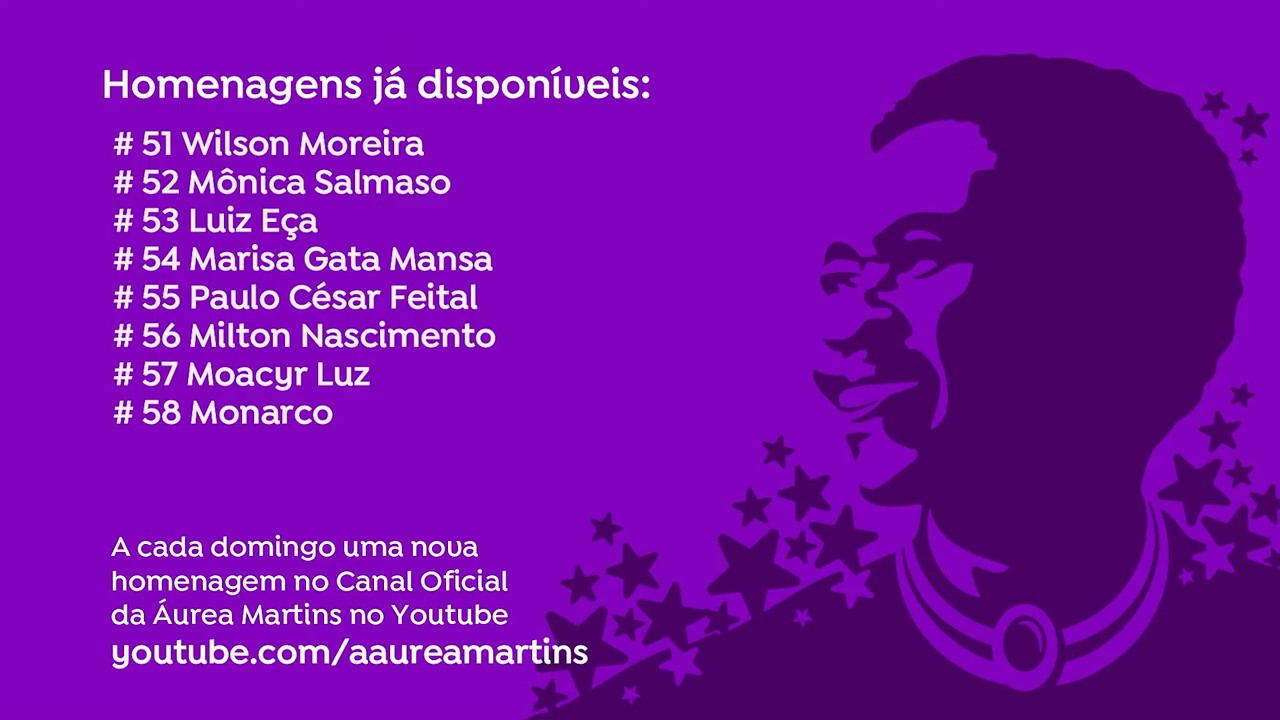 Homenagens já disponíveis:
# 51 Wilson Moreira
# 52 Mônica Salmaso
# 53 Luiz Eça
# 54 Marisa Gata Mansa
# 55 Paulo César Feital
# 56 Milton Nascimento
# 57 Moacyr Luz
# 58 Monarco
A cada domingo uma nova
homenagem no Canal Oficial
da Áurea Martins no Youtube
youtube.com/aaureamartins